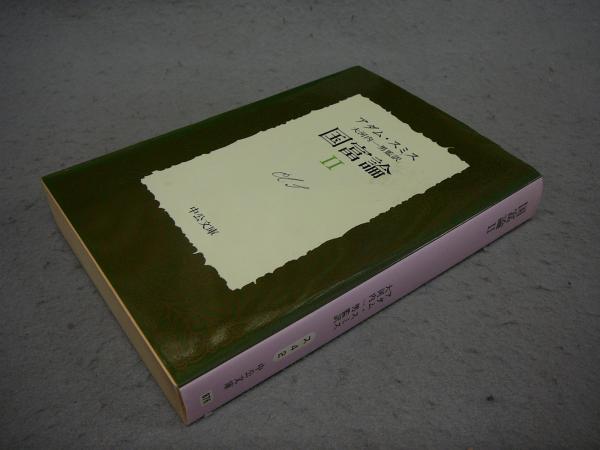 アダム・スミス
大河内一男監訳
国富論
II
中公文庫
国富論 II
アダム・スミス
大河内一男監訳
ス 4 2
中公文庫